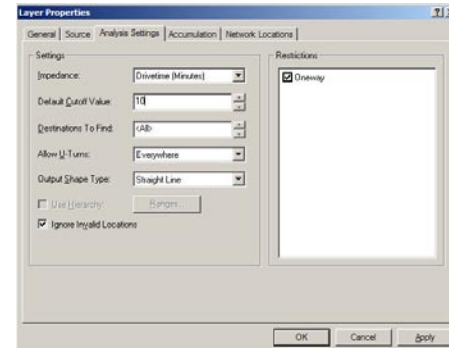 Layer Properties
General Source Analysis Settings Accumulation Network Locations
Settings
Impedance: Drivetime (Minutes)
Default Cutoff Value: 10
Destinations To Find: <All>
Allow U-Turns: Everywhere
Output Shape Type: Straight Line
Use Hierarchy Ranges...
Ignore Invalid Locations
Restrictions
Oneway
OK Cancel Apply